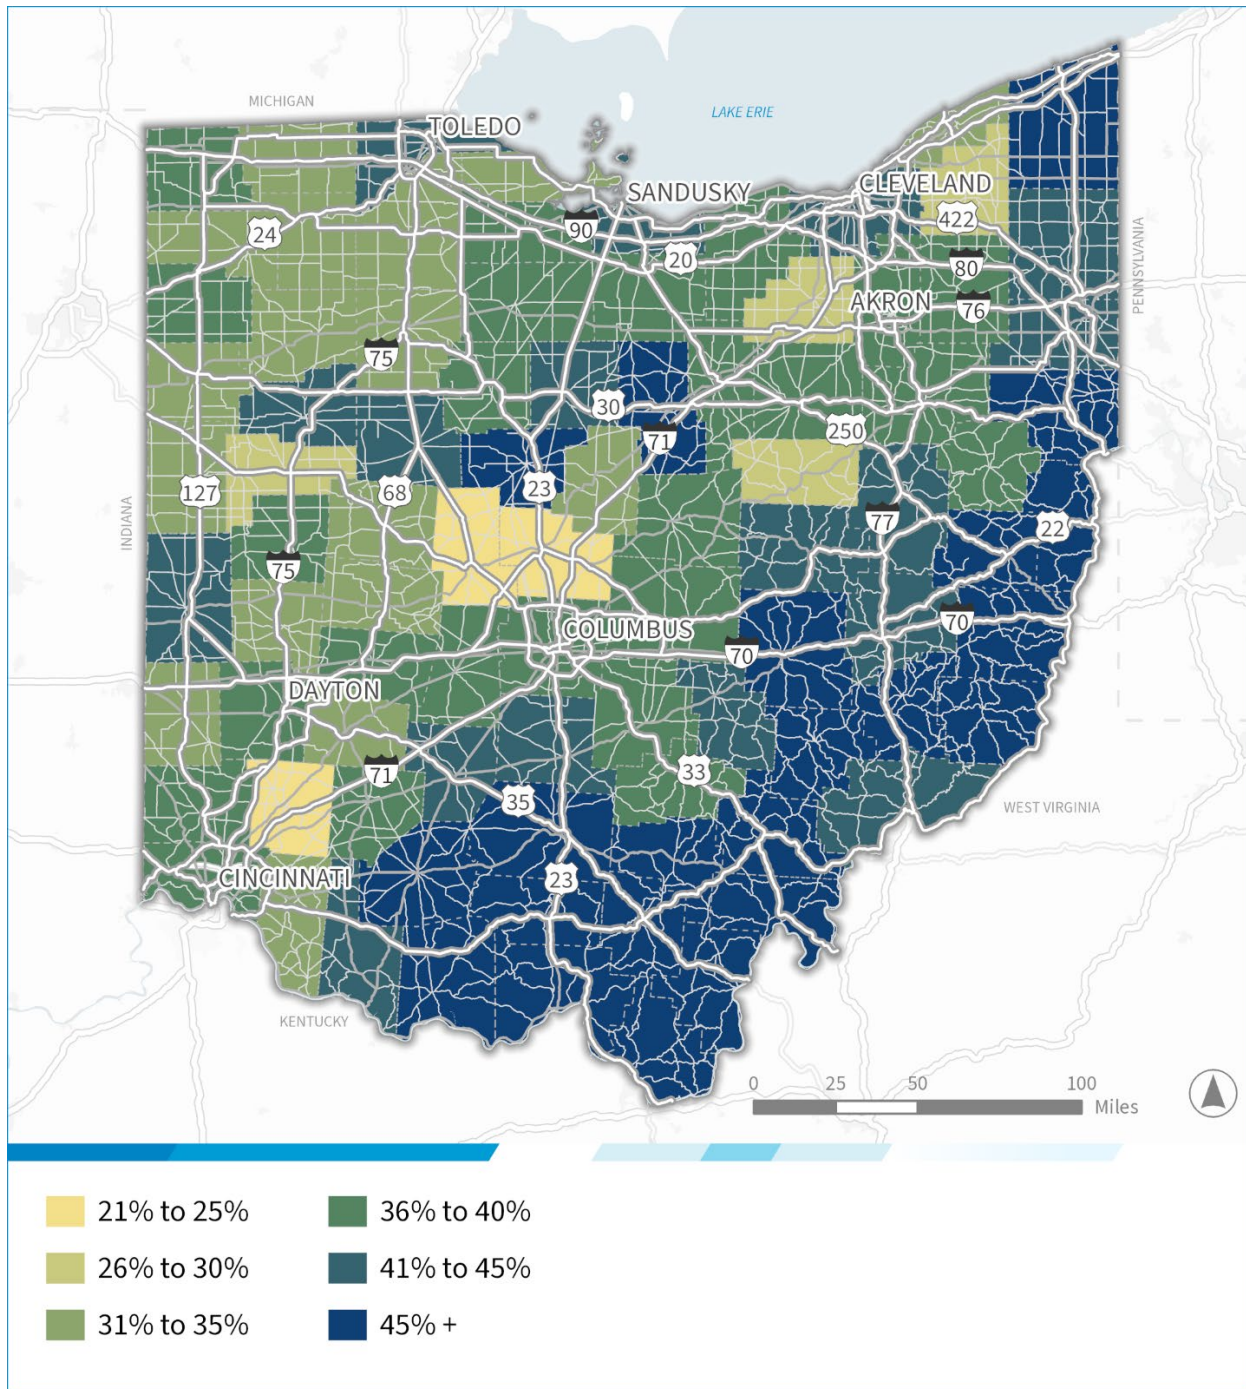 MICHIGAN
LAKE ERIE
TOLEDO
SANDUSKY
CLEVELAND
422
24
90
20
80
PENNSYLVANIA
AKRON
76
75
30
250
71
127
68
23
77
22
INDIANA
75
70
COLUMBUS
70
DAYTON
71
33
35
WEST VIRGINIA
CINCINNATI
23
KENTUCKY
0 25 50 100
Miles
21% to 25%
36% to 40%
26% to 30%
41% to 45%
31% to 35%
45% +